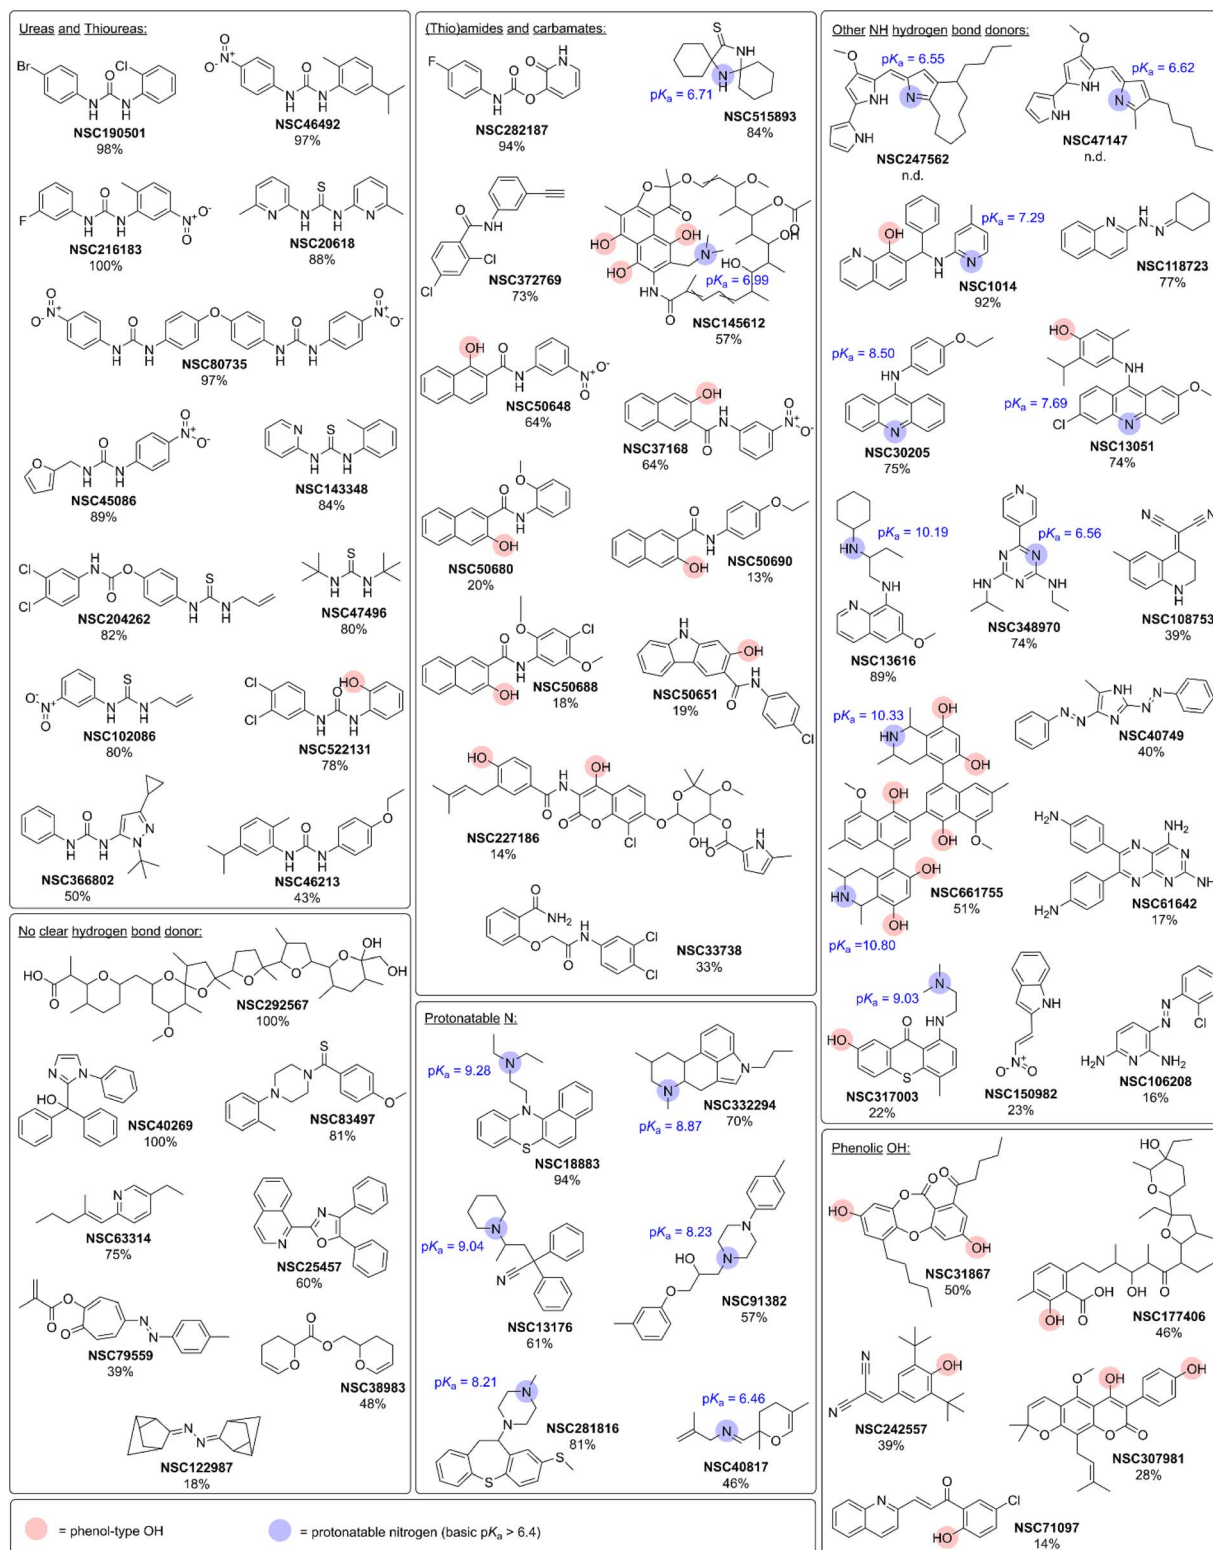 Ureas and Thioureas:
NSC190501
98%
NSC46492
97%
NSC216183
100%
NSC20618
88%
NSC80735
97%
NSC45086
89%
NSC143348
84%
NSC204262
82%
NSC47496
80%
NSC102086
80%
NSC522131
78%
NSC366802
50%
NSC46213
43%
No clear hydrogen bond donor:
NSC292567
100%
NSC40269
100%
NSC83497
81%
NSC63314
75%
NSC25457
60%
NSC79559
39%
NSC38983
48%
NSC122987
18%
(Thio)amides and carbamates:
NSC282187
94%
pKa = 6.71
NSC515893
84%
NSC372769
73%
pKa = 6.99
NSC145612
57%
NSC50648
64%
NSC37168
64%
NSC50680
20%
NSC50690
13%
NSC50688
18%
NSC50651
19%
NSC227186
14%
NSC33738
33%
Protonatable N:
pKa = 9.28
NSC18883
94%
NSC332294
70%
pKa = 8.87
pKa = 9.04
NSC13176
61%
pKa = 8.23
NSC91382
57%
pKa = 8.21
NSC281816
81%
pKa = 6.46
NSC40817
46%
Other NH hydrogen bond donors:
pKa = 6.55
NSC247562
n.d.
pKa = 6.62
NSC47147
n.d.
pKa = 7.29
NSC1014
92%
NSC118723
77%
pKa = 8.50
NSC30205
75%
pKa = 7.69
NSC13051
74%
pKa = 10.19
NSC13616
89%
pKa = 6.56
NSC348970
74%
NSC108753
39%
pKa = 10.33
NSC661755
51%
pKa = 10.80
NSC40749
40%
NSC61642
17%
pKa = 9.03
NSC317003
22%
NSC150982
23%
NSC106208
16%
Phenolic OH:
NSC31867
50%
NSC177406
46%
NSC242557
39%
NSC307981
28%
NSC71097
14%
= phenol-type OH
= protonatable nitrogen (basic pKa > 6.4)